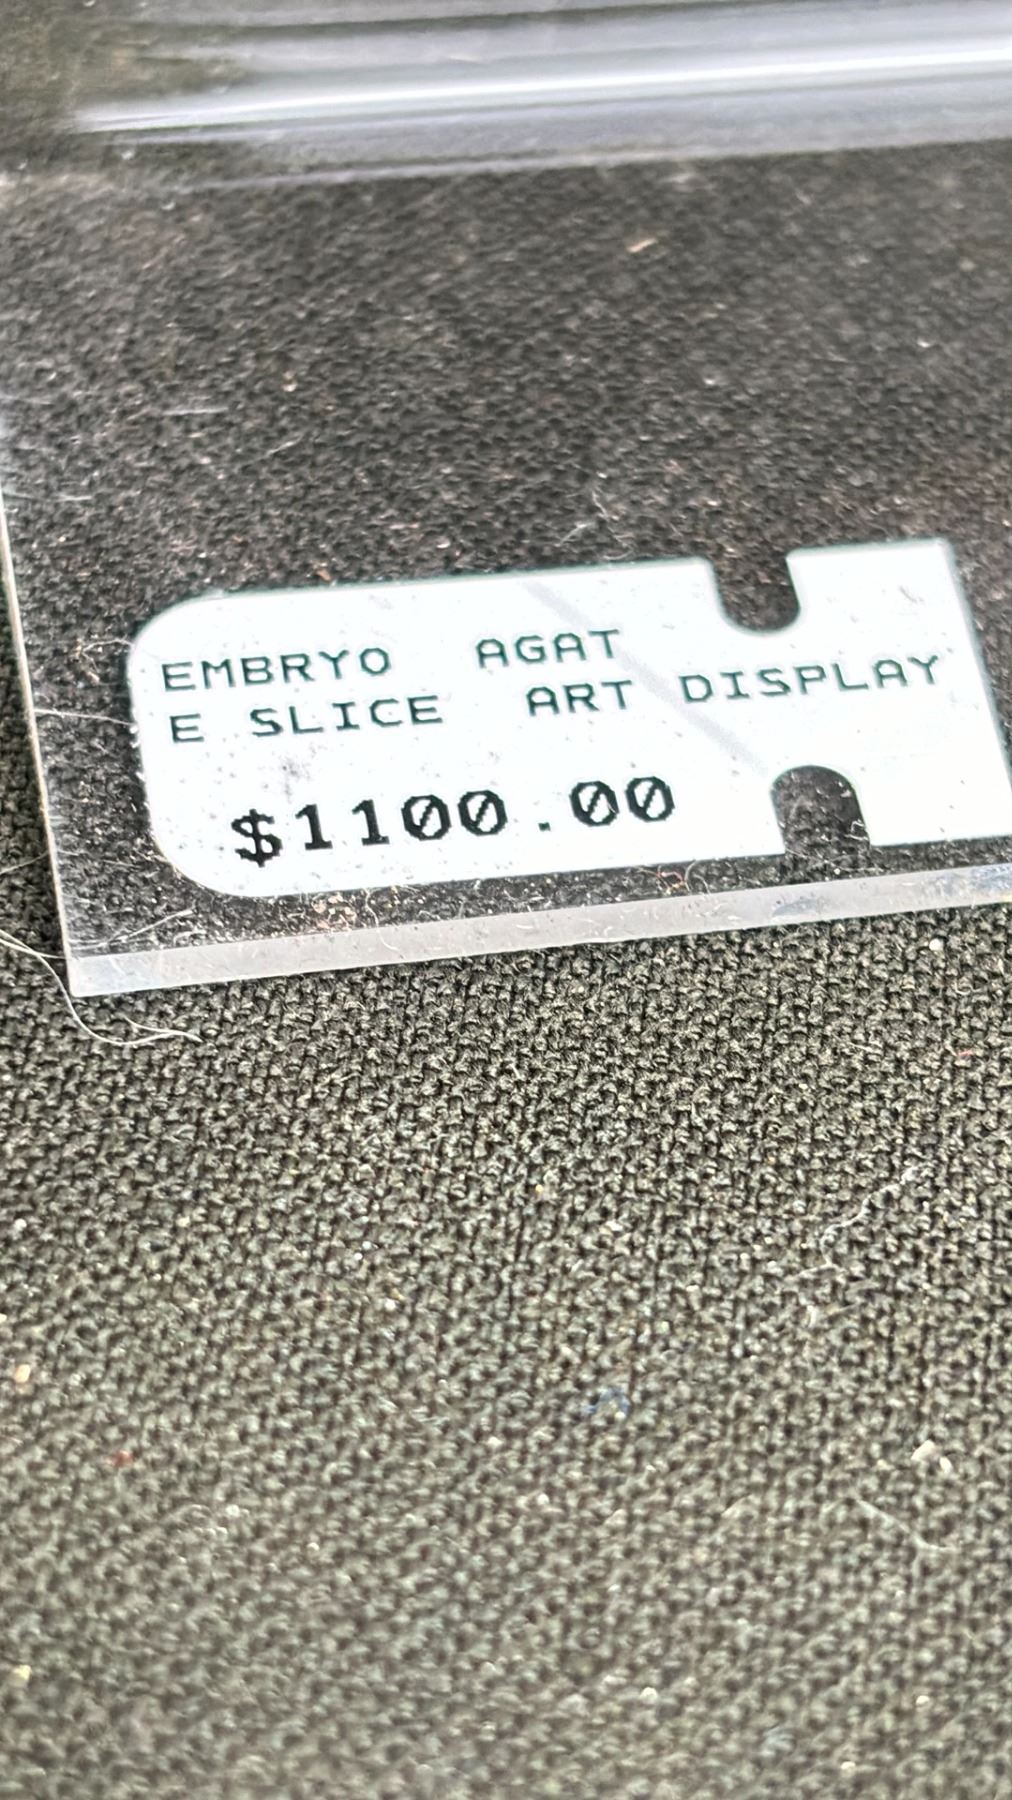 EMBRYO AGAT
E SLICE ART DISPLAY
$1100.00